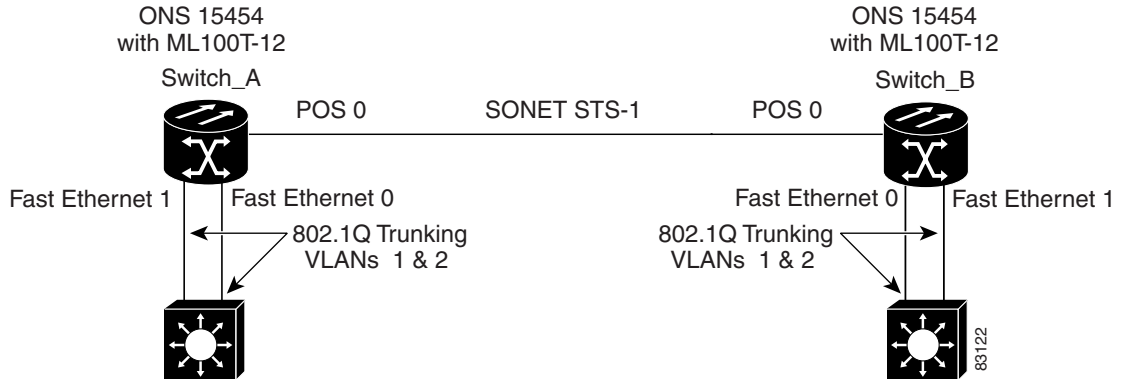 ONS 15454
with ML100T-12
Switch_A
ONS 15454
with ML100T-12
Switch_B
POS 0
SONET STS-1
POS 0
Fast Ethernet 1
Fast Ethernet 0
Fast Ethernet 0
Fast Ethernet 1
802.1Q Trunking
VLANs 1 & 2
802.1Q Trunking
VLANs 1 & 2
83122